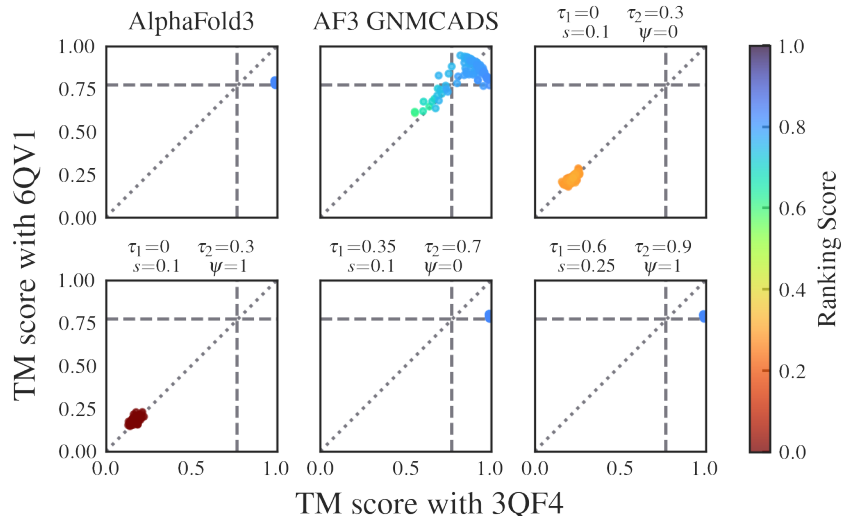 AlphaFold3
AF3 GNMCADS
τ₁=0 τ₂=0.3
s=0.1 ψ=0
1.00
0.75
0.50
0.25
0.00
1.0
0.8
0.6
0.4
0.2
0.0
Ranking Score
TM score with 6QV1
τ₁=0 τ₂=0.3
s=0.1 ψ=1
τ₁=0.35 τ₂=0.7
s=0.1 ψ=0
τ₁=0.6 τ₂=0.9
s=0.25 ψ=1
1.00
0.75
0.50
0.25
0.00
0.0 0.5 1.0
0.5 1.0
0.5 1.0
TM score with 3QF4